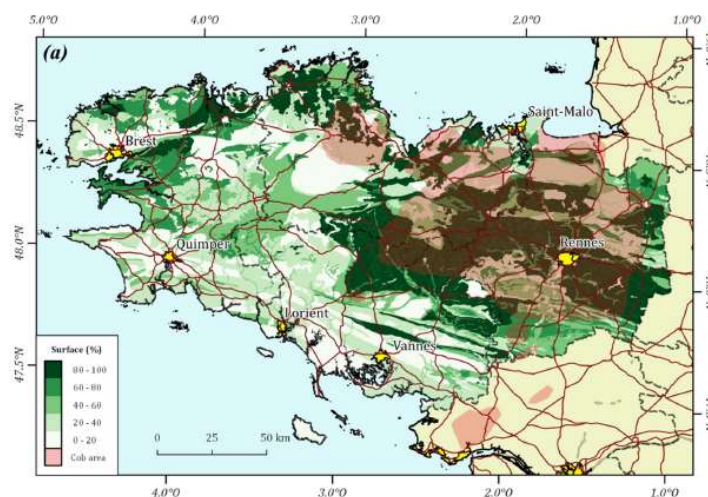 5.0°O 4.0°O 3.0°O 2.0°O 1.0°O
(a)
Saint-Malo
48.5°N
Brest
48.0°N
Quimper
Rennes
Lorient
Vannes
47.5°N
Surface (%)
80 - 100
60 - 80
40 - 60
20 - 40
0 - 20
Cob area
0 25 50 km
4.0°O 3.0°O 2.0°O 1.0°O